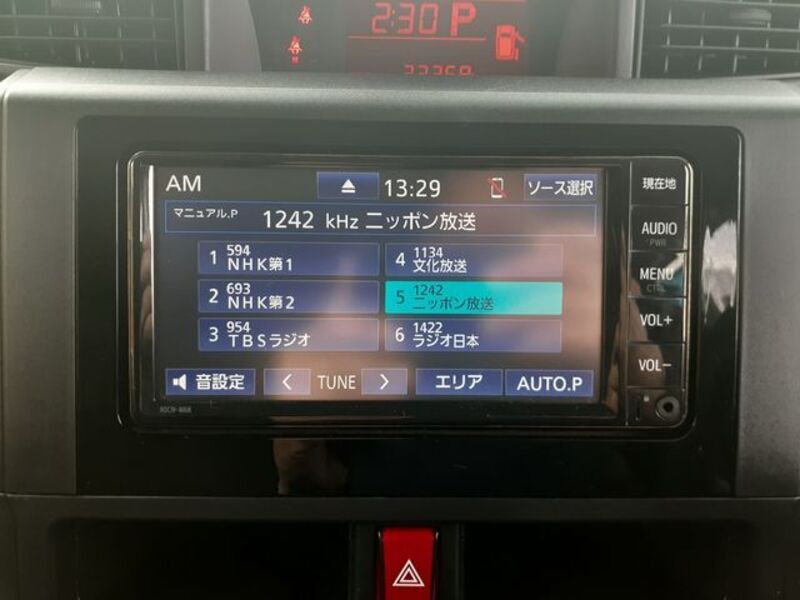 2:30 P
AM
13:29
ソース選択
マニュアル.P
1242 kHz ニッポン放送
1 594 NHK第1
4 1134 文化放送
2 693 NHK第2
5 1242 ニッポン放送
3 954 TBSラジオ
6 1422 ラジオ日本
音設定
< TUNE >
エリア
AUTO.P
現在地
AUDIO
PWR
MENU
CTRL
VOL+
VOL-